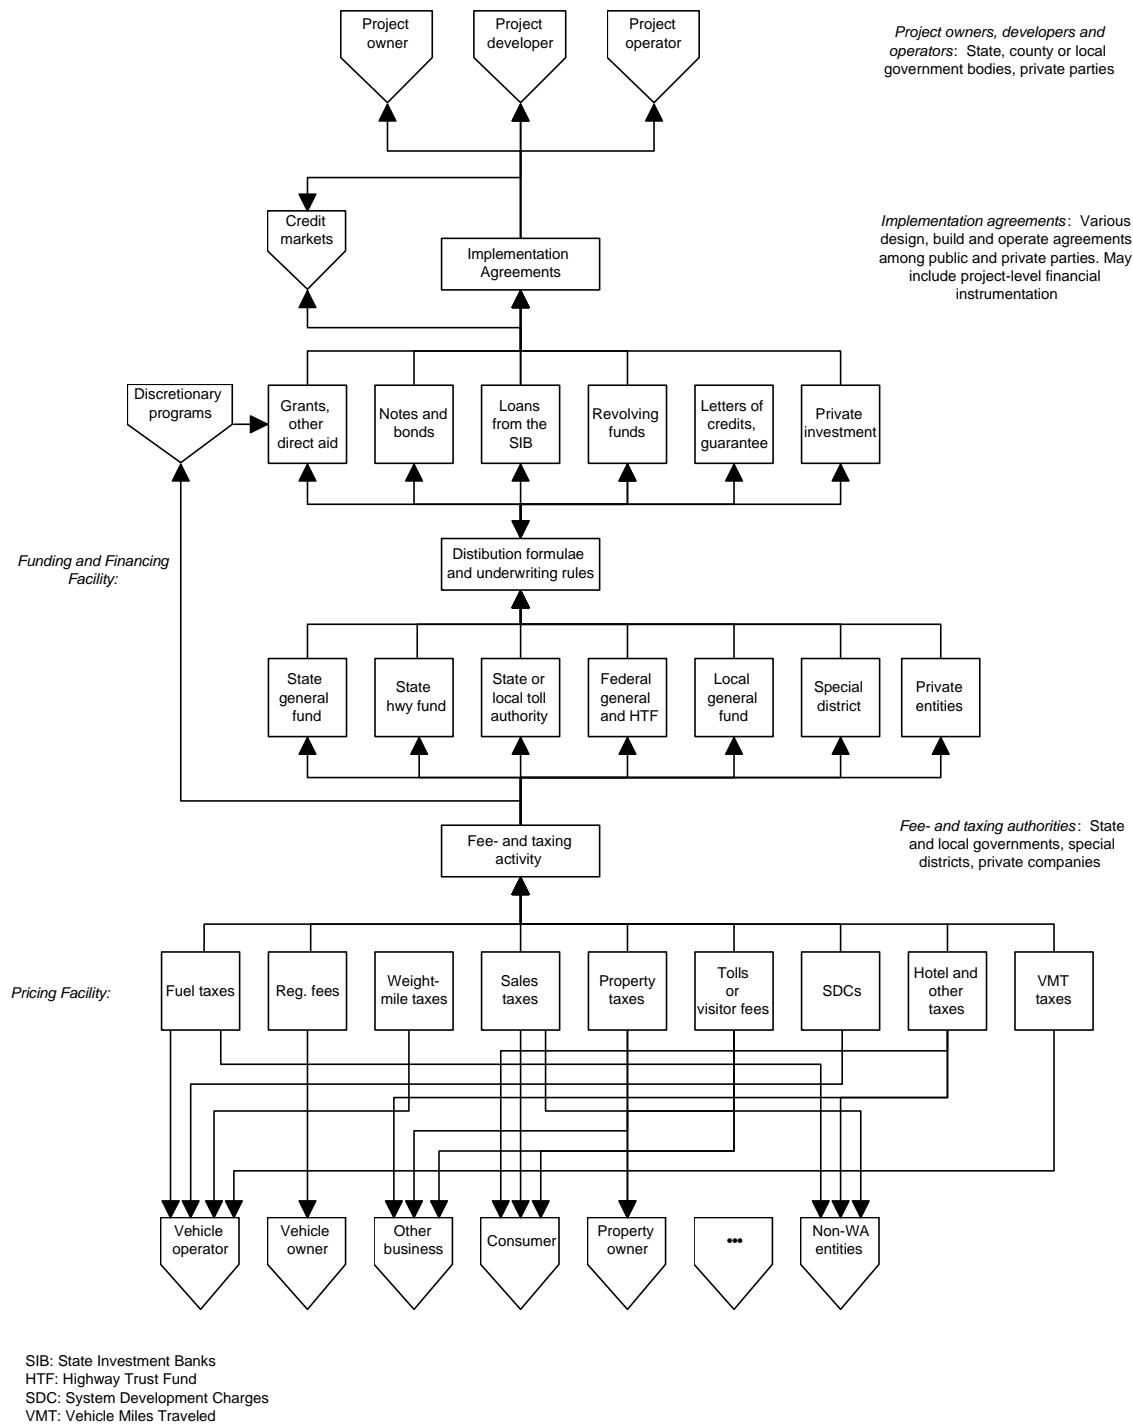 Project
owner
Project
developer
Project
operator
Project owners, developers and
operators: State, county or local
government bodies, private parties
Credit
markets
Implementation
Agreements
Implementation agreements: Various
design, build and operate agreements
among public and private parties. May
include project-level financial
instrumentation
Discretionary
programs
Grants,
other
direct aid
Notes and
bonds
Loans
from the
SIB
Revolving
funds
Letters of
credits,
guarantee
Private
investment
Funding and Financing
Facility:
Distibution formulae
and underwriting rules
State
general
fund
State
hwy fund
State or
local toll
authority
Federal
general
and HTF
Local
general
fund
Special
district
Private
entities
Fee- and taxing
activity
Fee- and taxing authorities: State
and local governments, special
districts, private companies
Pricing Facility:
Fuel taxes
Reg. fees
Weight-
mile taxes
Sales
taxes
Property
taxes
Tolls
or
visitor fees
SDCs
Hotel and
other
taxes
VMT
taxes
Vehicle
operator
Vehicle
owner
Other
business
Consumer
Property
owner
•••
Non-WA
entities
SIB: State Investment Banks
HTF: Highway Trust Fund
SDC: System Development Charges
VMT: Vehicle Miles Traveled